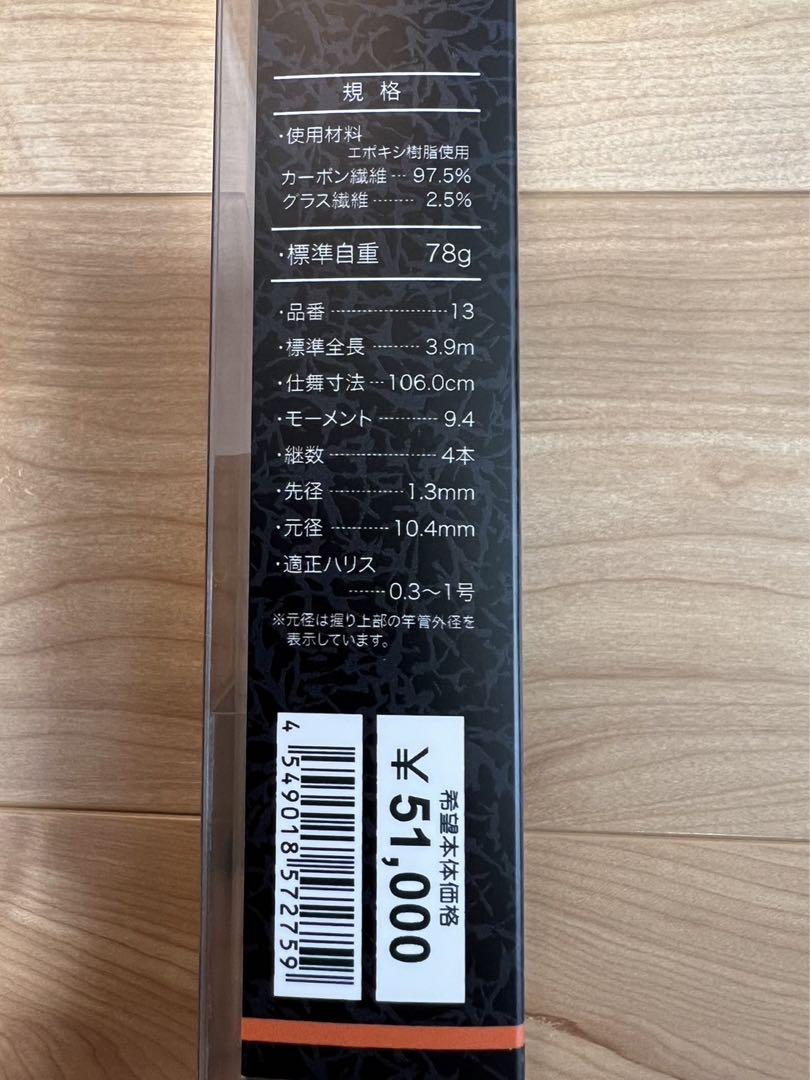 規 格
・使用材料
エポキシ樹脂使用
カーボン繊維 --- 97.5%
グラス繊維 -------- 2.5%
・標準自重 78g
・品番 -------------------- 13
・標準全長 --------- 3.9m
・仕舞寸法 --- 106.0cm
・モーメント ----------- 9.4
・継数 -------------------- 4本
・先径 -------------- 1.3mm
・元径 ----------- 10.4mm
・適正ハリス
------- 0.3～1号
※元径は握り上部の竿管外径を
表示しています。
希望本体価格
￥51,000
4 549018 572759